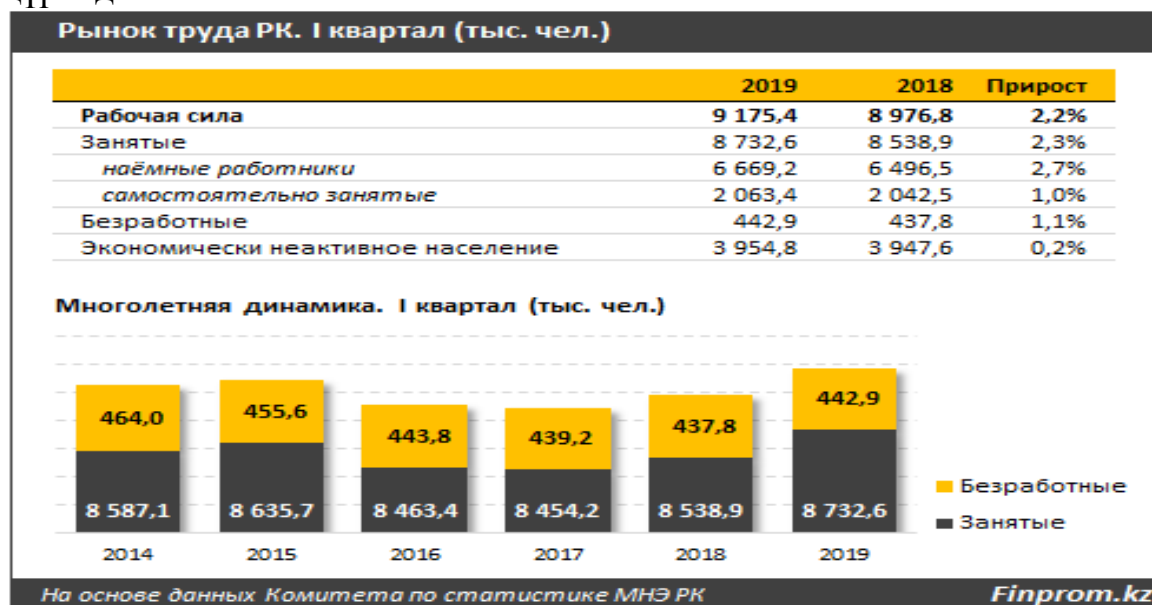 Рынок труда РК. I квартал (тыс. чел.)
2019 2018 Прирост
Рабочая сила 9 175,4 8 976,8 2,2%
Занятые 8 732,6 8 538,9 2,3%
наёмные работники 6 669,2 6 496,5 2,7%
самостоятельно занятые 2 063,4 2 042,5 1,0%
Безработные 442,9 437,8 1,1%
Экономически неактивное население 3 954,8 3 947,6 0,2%
Многолетняя динамика. I квартал (тыс. чел.)
464,0 455,6 443,8 439,2 437,8 442,9
8 587,1 8 635,7 8 463,4 8 454,2 8 538,9 8 732,6
Безработные
Занятые
2014 2015 2016 2017 2018 2019
На основе данных Комитета по статистике МНЭ РК Finprom.kz